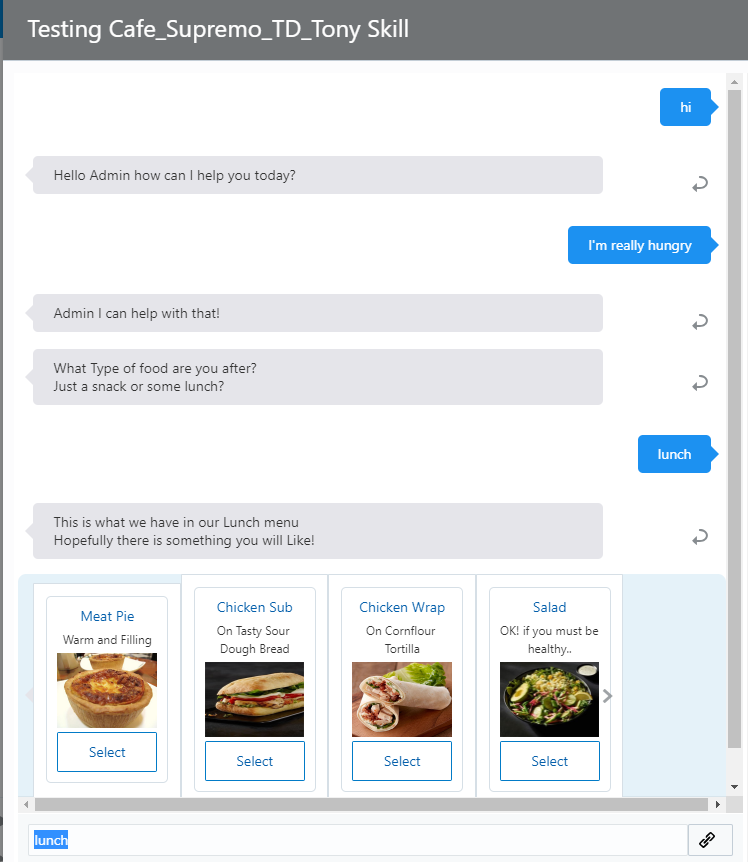 Testing Cafe_Supremo_TD_Tony Skill
hi
Hello Admin how can I help you today?
I'm really hungry
Admin I can help with that!
What Type of food are you after?
Just a snack or some lunch?
lunch
This is what we have in our Lunch menu
Hopefully there is something you will Like!
Meat Pie
Warm and Filling
Select
Chicken Sub
On Tasty Sour
Dough Bread
Select
Chicken Wrap
On Cornflour
Tortilla
Select
Salad
OK! if you must be
healthy..
Select
lunch